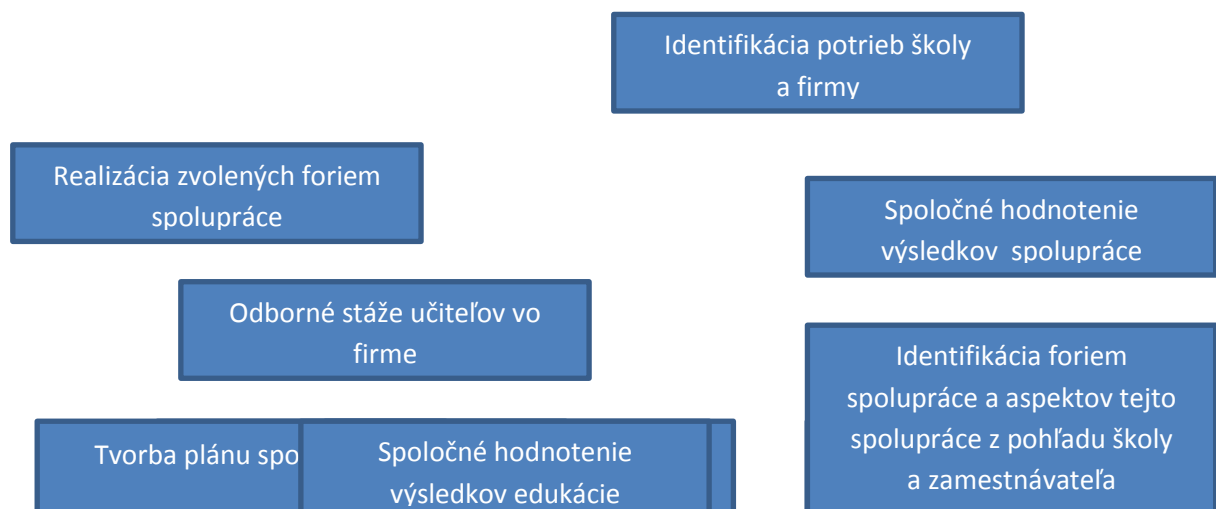 Identifikácia potrieb školy
a firmy
Realizácia zvolených foriem
spolupráce
Spoločné hodnotenie
výsledkov spolupráce
Odborné stáže učiteľov vo
firme
Identifikácia foriem
spolupráce a aspektov tejto
spolupráce z pohľadu školy
a zamestnávateľa
Tvorba plánu spo
Spoločné hodnotenie
výsledkov edukácie